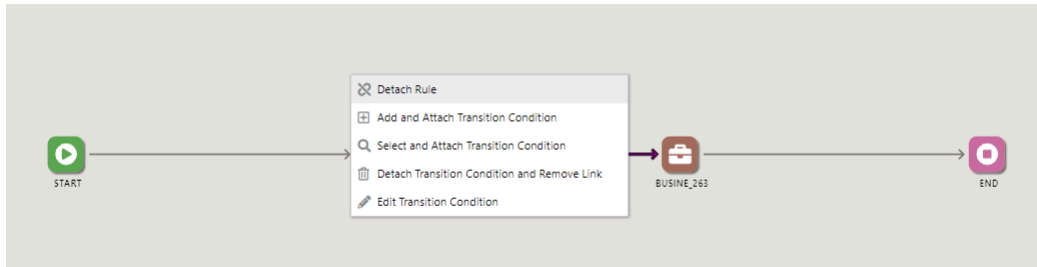 Detach Rule
Add and Attach Transition Condition
Select and Attach Transition Condition
Detach Transition Condition and Remove Link
Edit Transition Condition
START
BUSINE_263
END